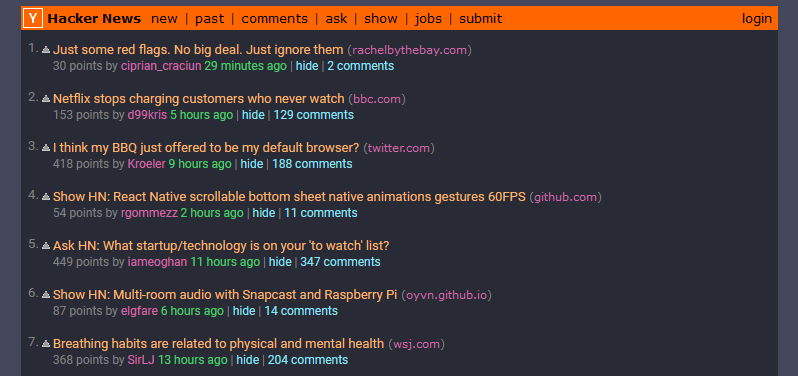 Y Hacker News new | past | comments | ask | show | jobs | submit login
1. Just some red flags. No big deal. Just ignore them (rachelbythebay.com)
30 points by ciprian_craciun 29 minutes ago | hide | 2 comments
2. Netflix stops charging customers who never watch (bbc.com)
153 points by d99kris 5 hours ago | hide | 129 comments
3. I think my BBQ just offered to be my default browser? (twitter.com)
418 points by Kroeler 9 hours ago | hide | 188 comments
4. Show HN: React Native scrollable bottom sheet native animations gestures 60FPS (github.com)
54 points by rgommezz 2 hours ago | hide | 11 comments
5. Ask HN: What startup/technology is on your 'to watch' list?
449 points by iameoghan 11 hours ago | hide | 347 comments
6. Show HN: Multi-room audio with Snapcast and Raspberry Pi (oyvn.github.io)
87 points by elgfare 6 hours ago | hide | 14 comments
7. Breathing habits are related to physical and mental health (wsj.com)
368 points by SirLJ 13 hours ago | hide | 204 comments